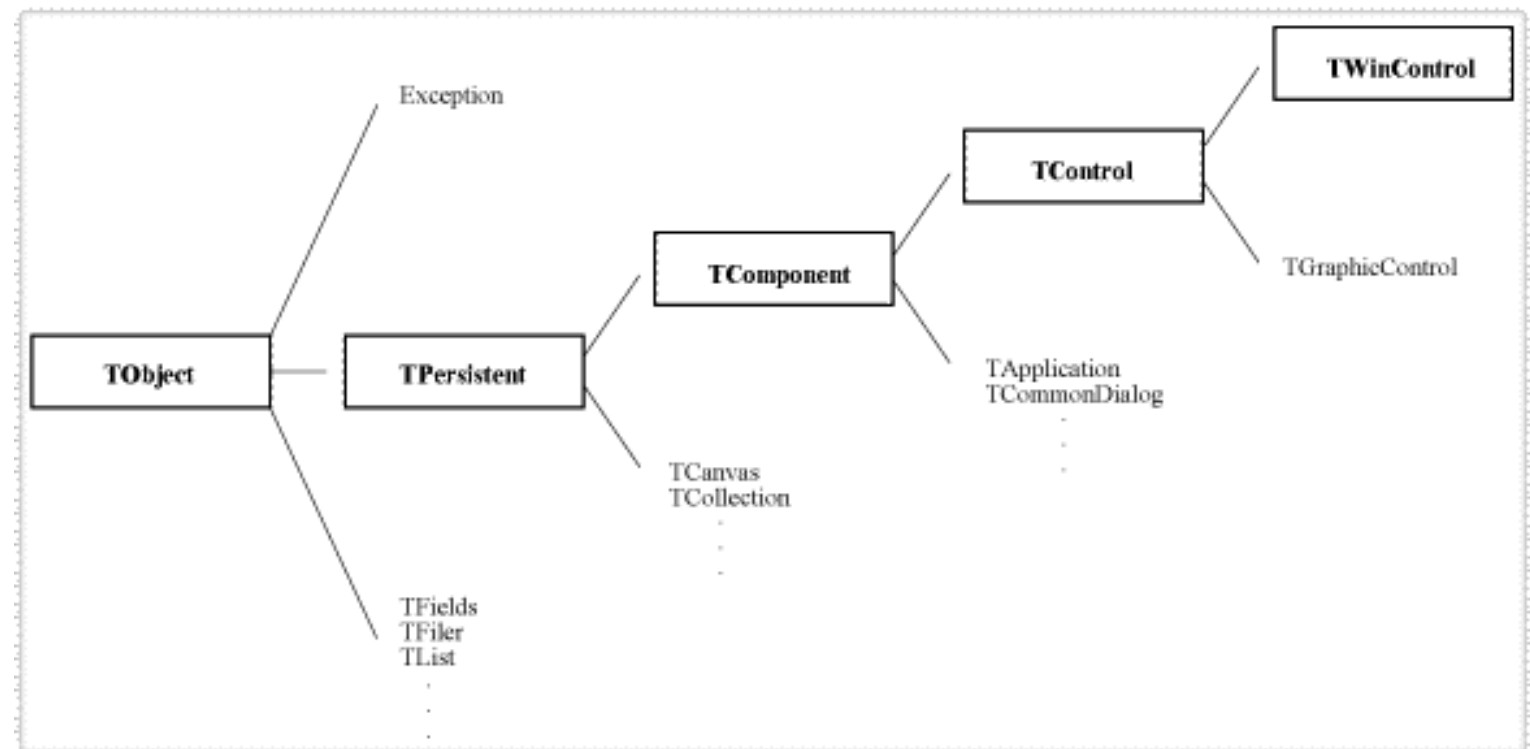 TWinControl
Exception
TControl
TComponent
TGraphicControl
TObject
TPersistent
TApplication
TCommonDialog
TCanvas
TCollection
TFields
TFiler
TList